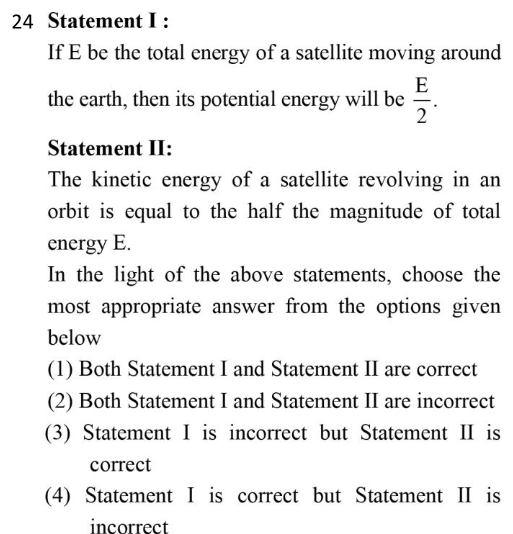 24 Statement I :
If E be the total energy of a satellite moving around
the earth, then its potential energy will be E/2.
Statement II:
The kinetic energy of a satellite revolving in an
orbit is equal to the half the magnitude of total
energy E.
In the light of the above statements, choose the
most appropriate answer from the options given
below
(1) Both Statement I and Statement II are correct
(2) Both Statement I and Statement II are incorrect
(3) Statement I is incorrect but Statement II is
correct
(4) Statement I is correct but Statement II is
incorrect